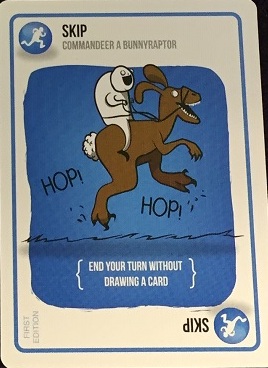 SKIP
COMMANDEER A BUNNYRAPTOR
HOP!
HOP!
END YOUR TURN WITHOUT
DRAWING A CARD
FIRST
EDITION
SKIP